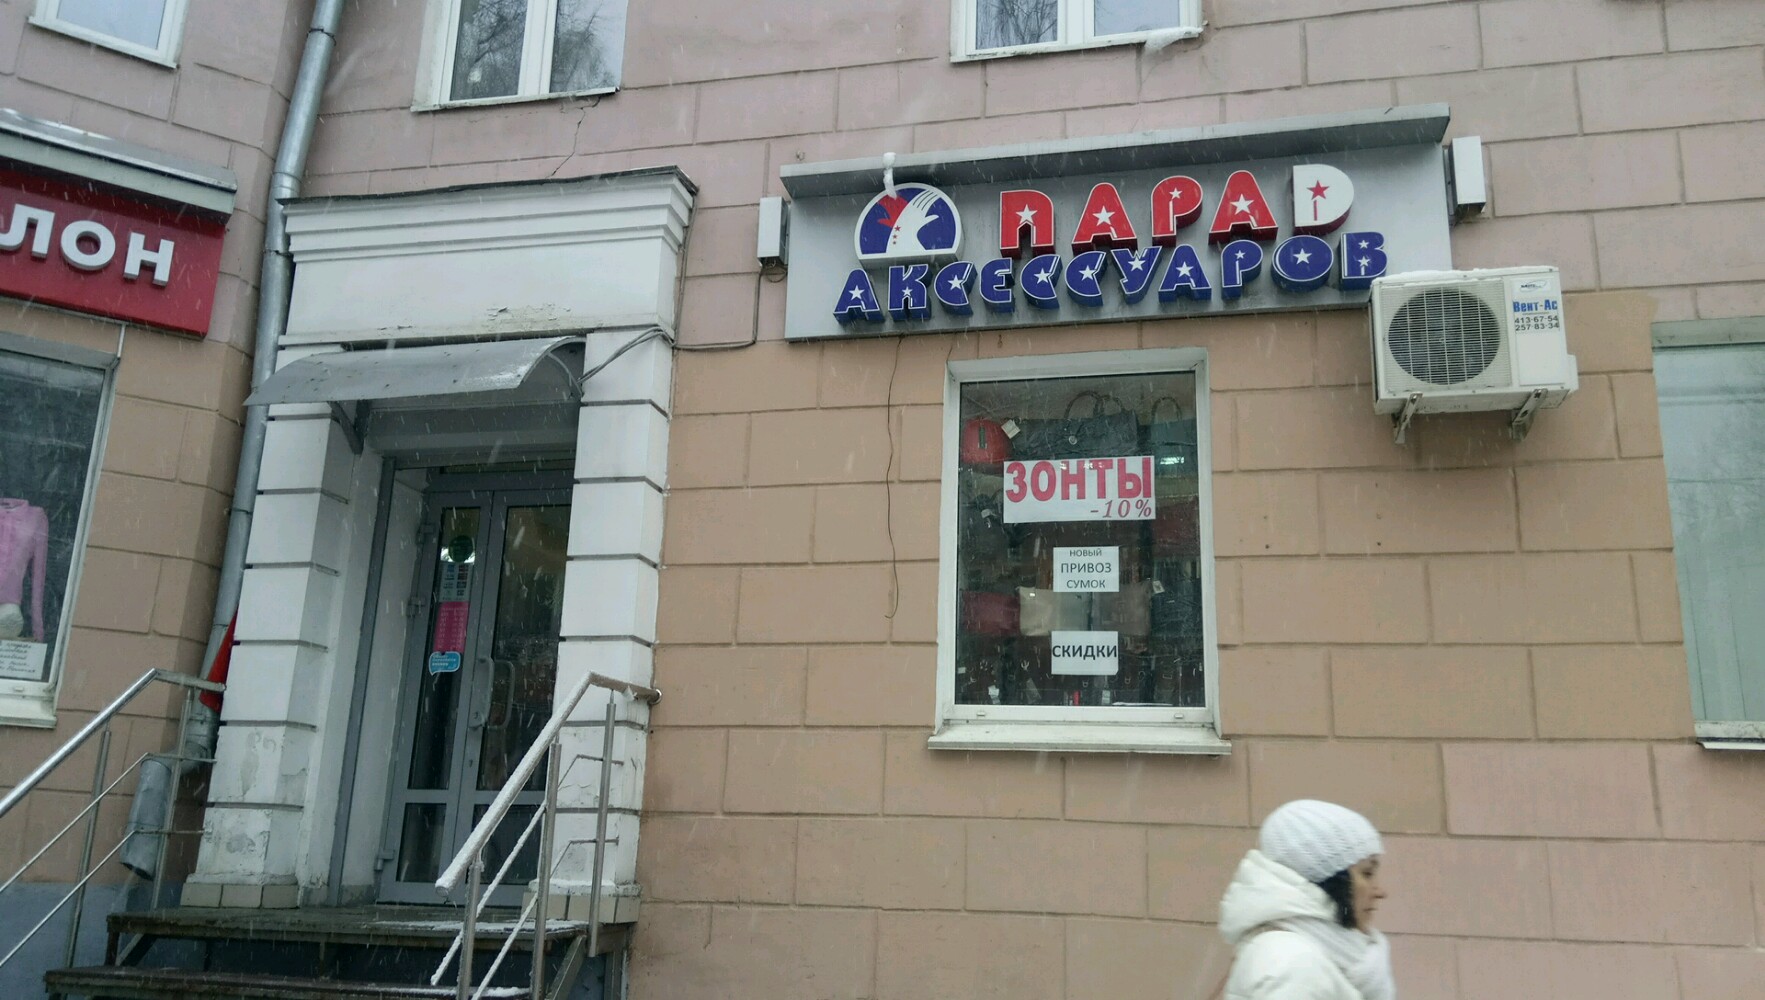 ЛОН
ПАРАД
АКСЕССУАРОВ
Вент-Ас
413-67-54
257-83-34
ЗОНТЫ
-10%
НОВЫЙ
ПРИВОЗ
СУМОК
СКИДКИ